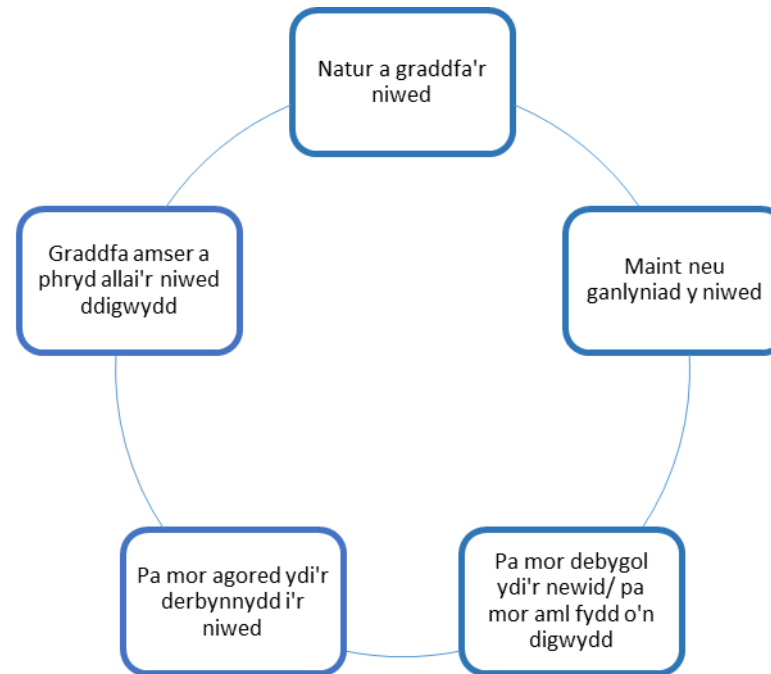 Natur a graddfa'r
niwed
Maint neu
ganlyniad y niwed
Pa mor debygol
ydi'r newid/ pa
mor aml fydd o'n
digwydd
Pa mor agored ydi'r
derbynnydd i'r
niwed
Graddfa amser a
phryd allai'r niwed
ddigwydd